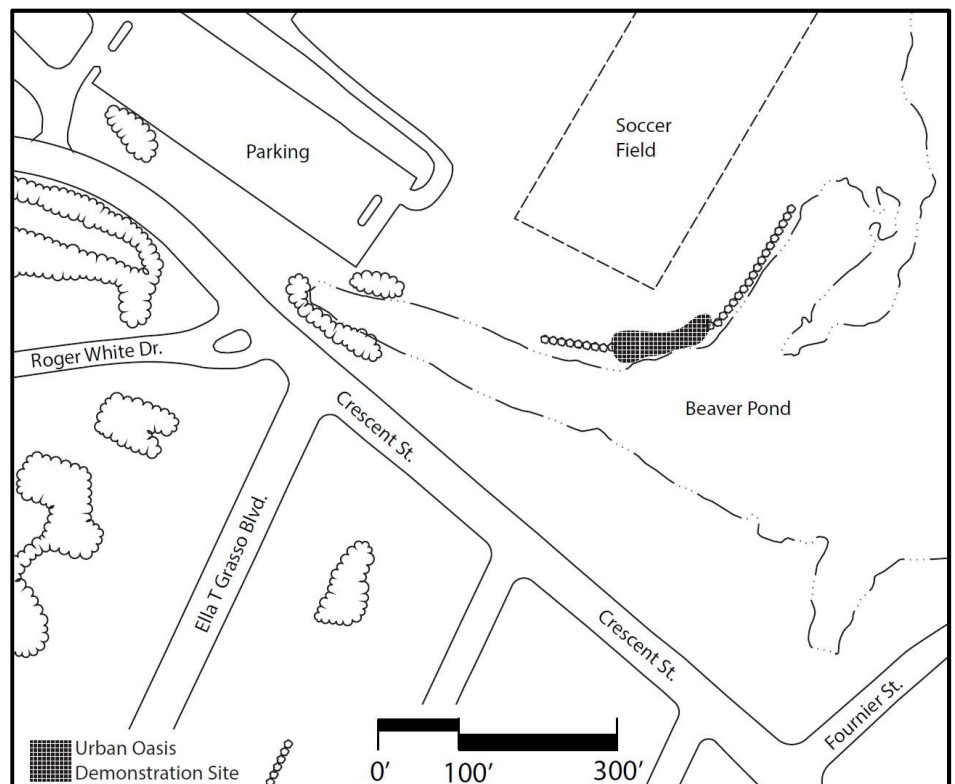 Parking
Soccer
Field
Roger White Dr.
Crescent St.
Beaver Pond
Ella T Grasso Blvd.
Crescent St.
Fournier St.
Urban Oasis
Demonstration Site
0' 100' 300'